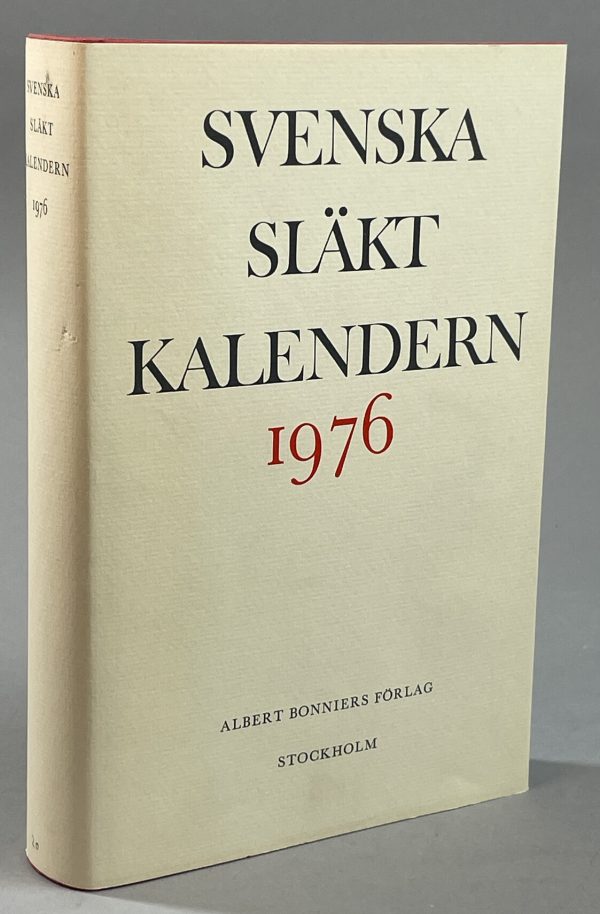 SVENSKA
SLÄKT
KALENDERN
1976
ALBERT BONNIERS FÖRLAG
STOCKHOLM
SVENSKA
SLÄKT
KALENDERN
1976